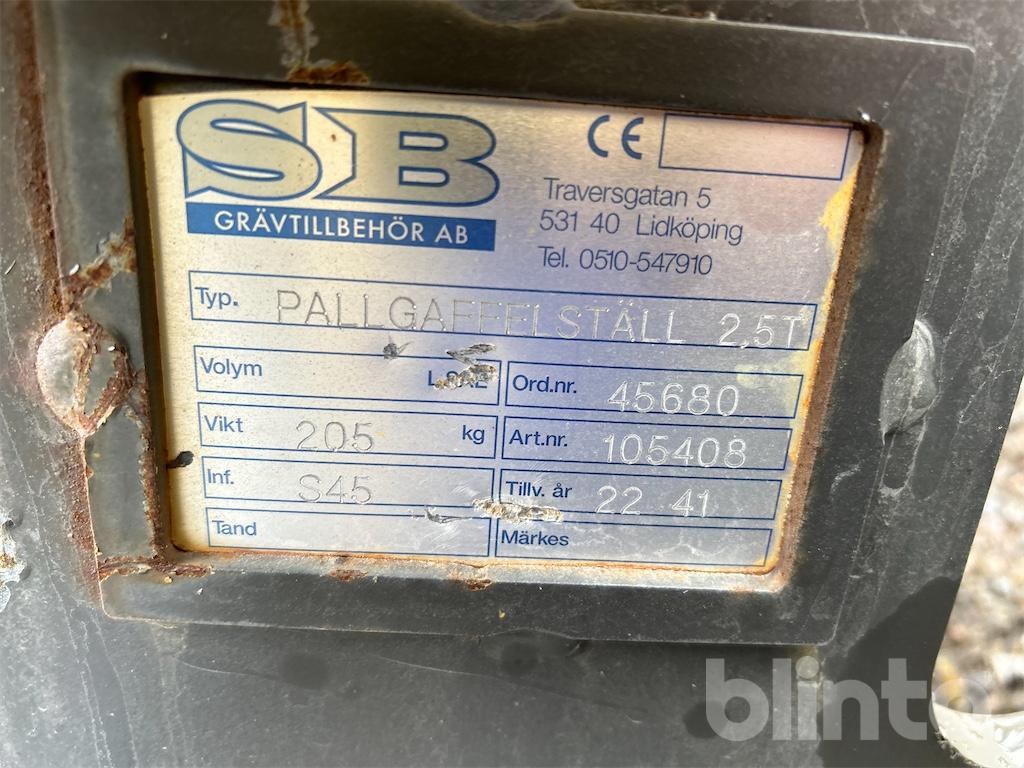 SB
GRÄVTILLBEHÖR AB
CE
Traversgatan 5
531 40 Lidköping
Tel. 0510-547910
Typ. PALLGAFFELSTÄLL 2,5T
Volym L.SAE Ord.nr. 45680
Vikt 205 kg Art.nr. 105408
Inf. S45 Tillv. år 22 41
Tand Märkes
blinto